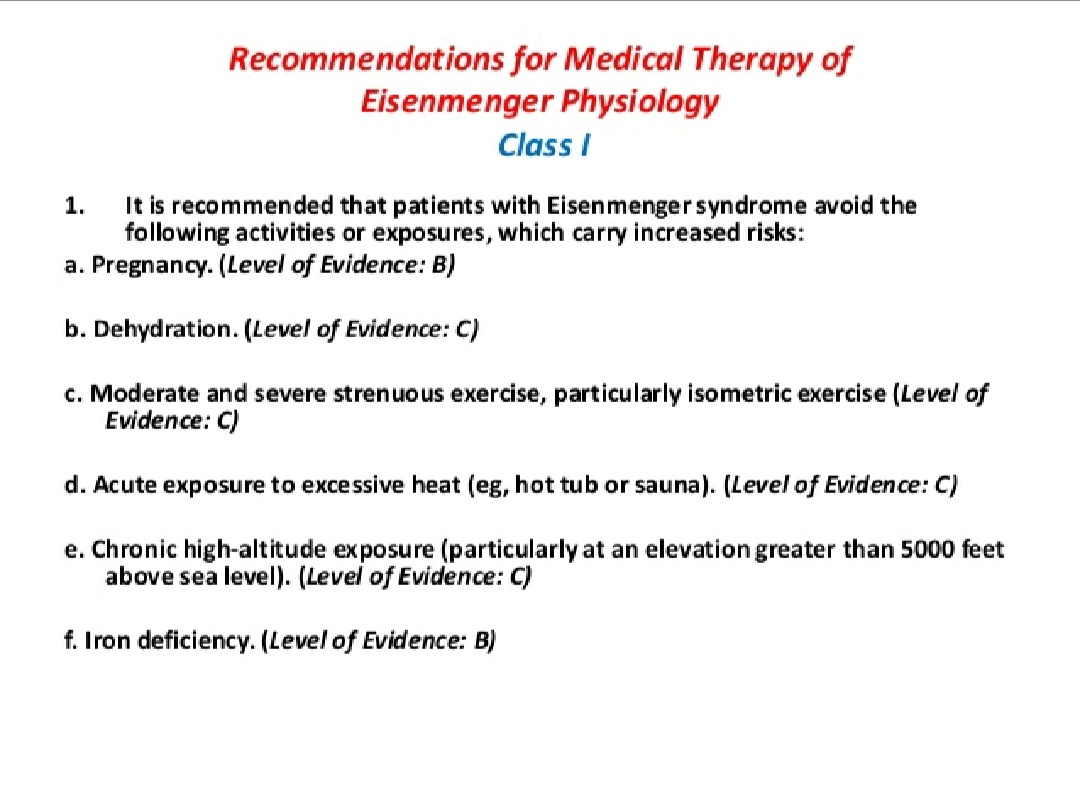 Recommendations for Medical Therapy of
Eisenmenger Physiology
Class I
1. It is recommended that patients with Eisenmenger syndrome avoid the
following activities or exposures, which carry increased risks:
a. Pregnancy. (Level of Evidence: B)
b. Dehydration. (Level of Evidence: C)
c. Moderate and severe strenuous exercise, particularly isometric exercise (Level of
Evidence: C)
d. Acute exposure to excessive heat (eg, hot tub or sauna). (Level of Evidence: C)
e. Chronic high-altitude exposure (particularly at an elevation greater than 5000 feet
above sea level). (Level of Evidence: C)
f. Iron deficiency. (Level of Evidence: B)